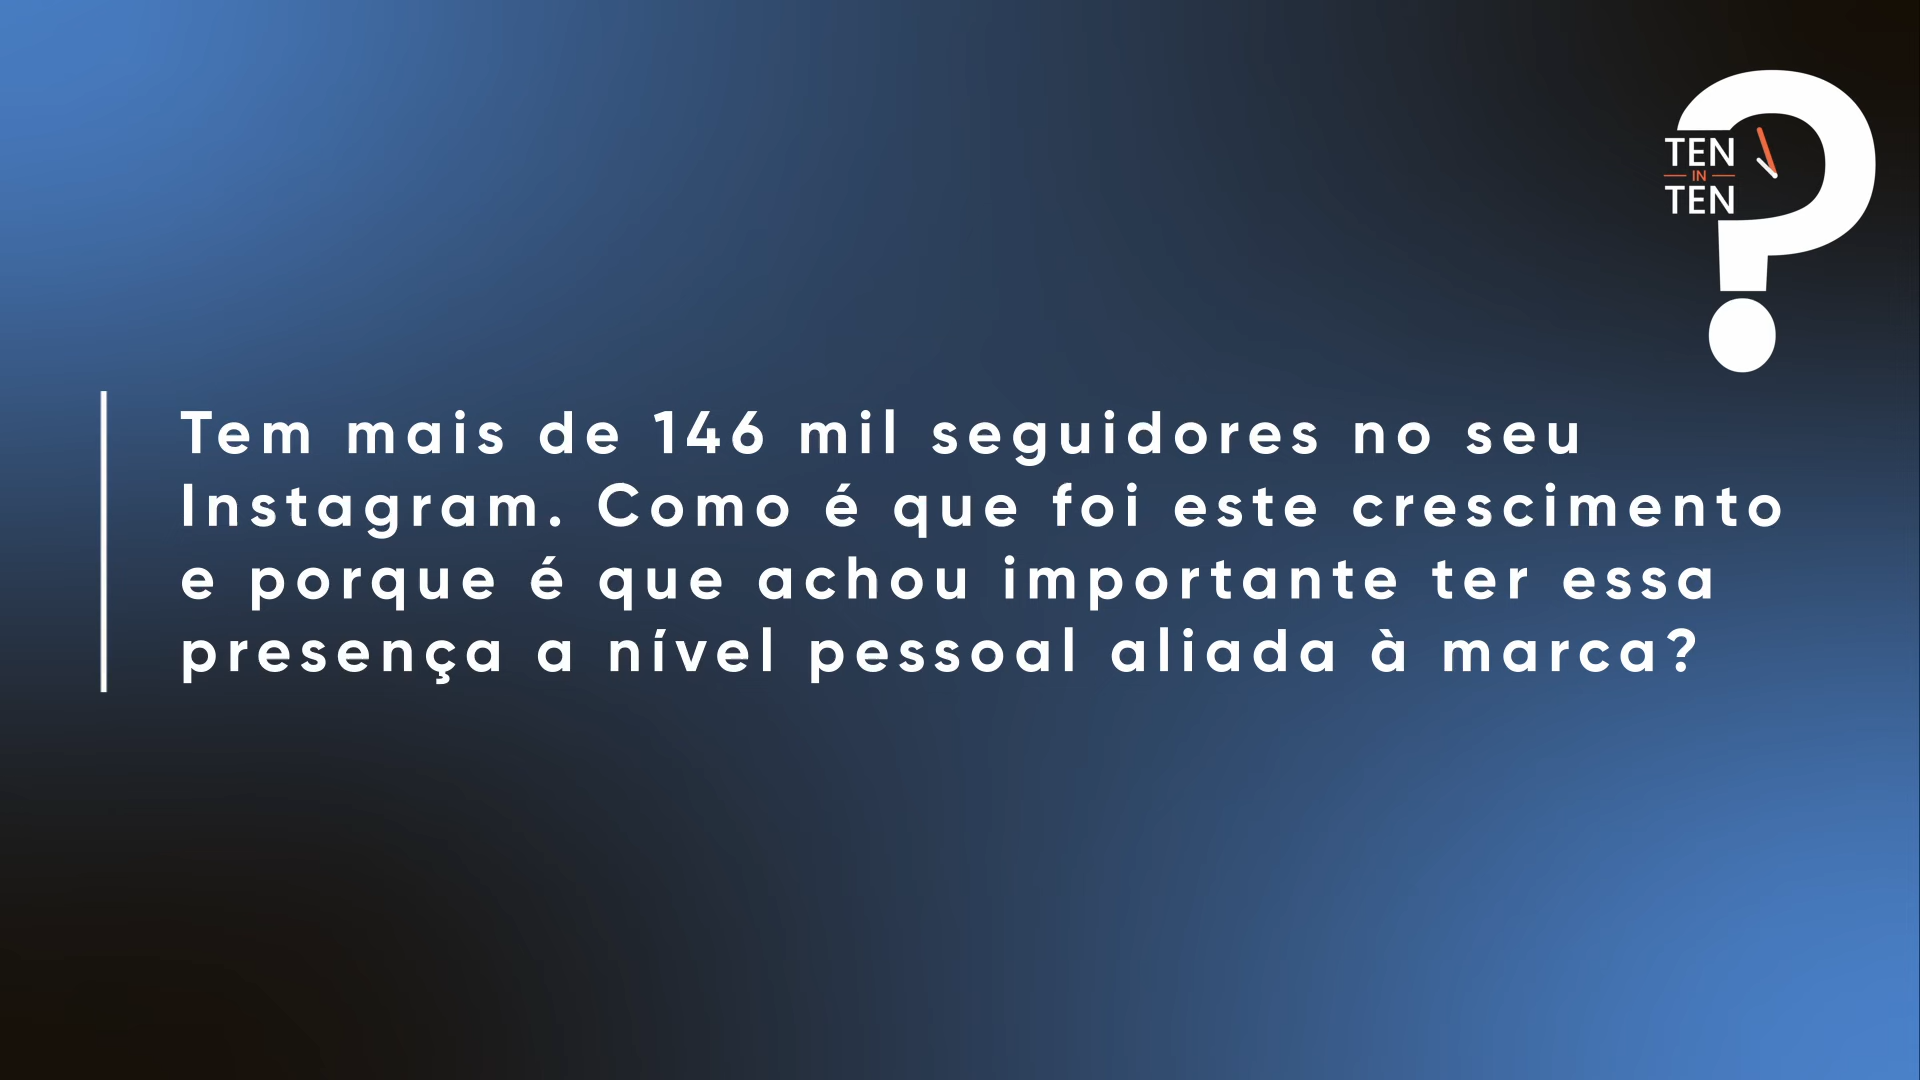 TEN
IN
TEN
Tem mais de 146 mil seguidores no seu
Instagram. Como é que foi este crescimento
e porque é que achou importante ter essa
presença a nível pessoal aliada à marca?